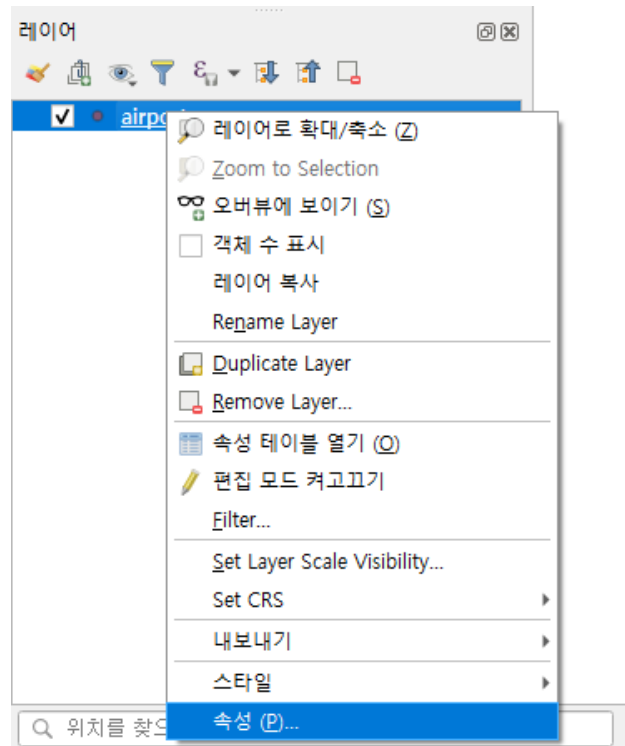 레이어
airpo
레이어로 확대/축소 (Z)
Zoom to Selection
오버뷰에 보이기 (S)
객체 수 표시
레이어 복사
Rename Layer
Duplicate Layer
Remove Layer...
속성 테이블 열기 (O)
편집 모드 켜고끄기
Filter...
Set Layer Scale Visibility...
Set CRS
내보내기
스타일
속성 (P)...
위치를 찾으